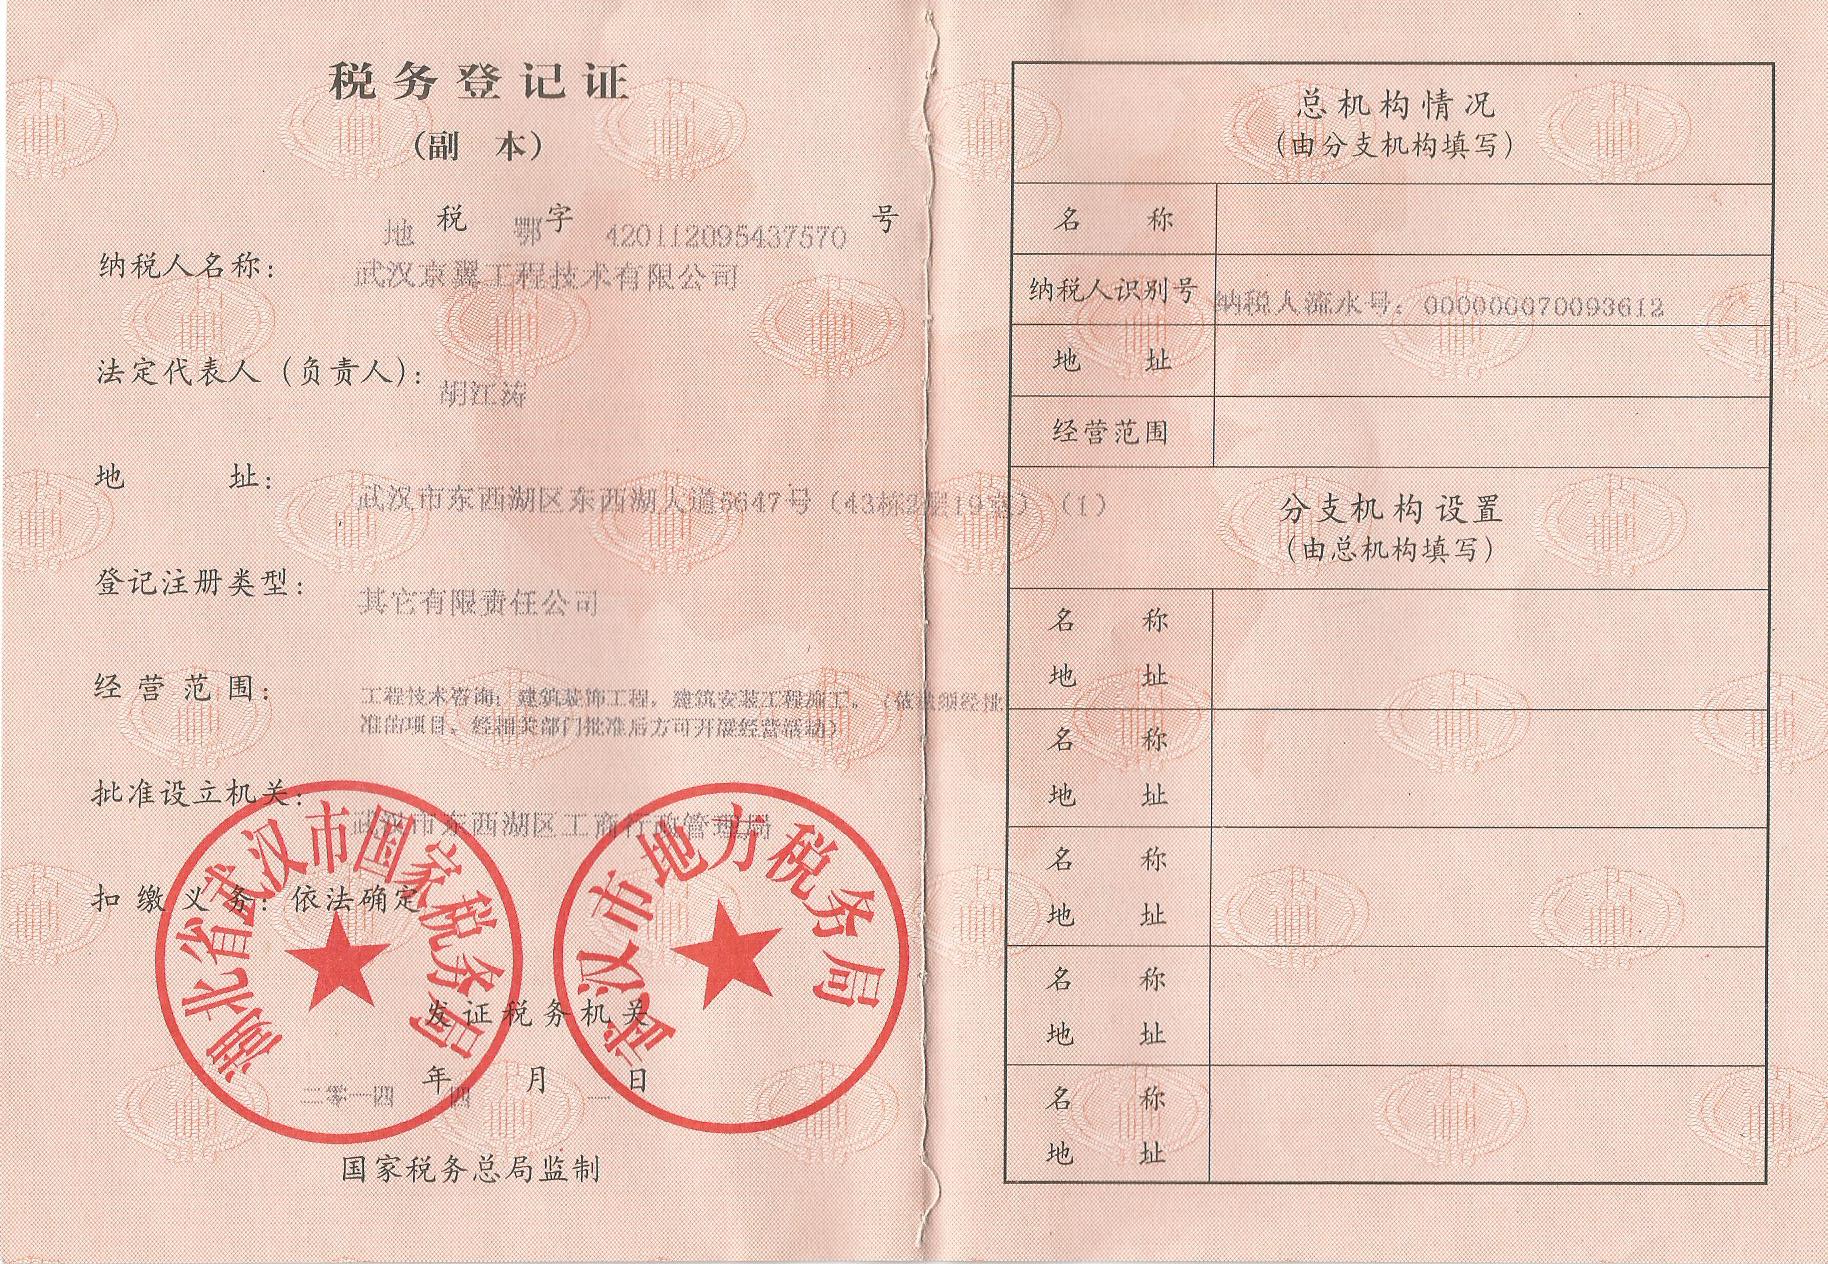 税务登记证
(副 本)
地 税 鄂 字 420112095437570 号
纳税人名称: 武汉京翼工程技术有限公司
法定代表人(负责人): 胡江涛
地 址: 武汉市东西湖区东西湖大道6647号(43栋2层19室)(1)
登记注册类型: 其它有限责任公司
经营范围: 工程技术咨询;建筑装饰工程,建筑安装工程施工。(依法须经批
准的项目、经相关部门批准后方可开展经营活动)
批准设立机关: 武汉市东西湖区工商行政管理局
扣缴义务: 依法确定
湖北省武汉市国家税务局
武汉市地方税务局
发证税务机关
二零一四 年 四 月 一 日
国家税务总局监制
总机构情况
(由分支机构填写)
名 称
纳税人识别号 纳税人流水号: 000000070093612
地 址
经营范围
分支机构设置
(由总机构填写)
名 称
地 址
名 称
地 址
名 称
地 址
名 称
地 址
名 称
地 址